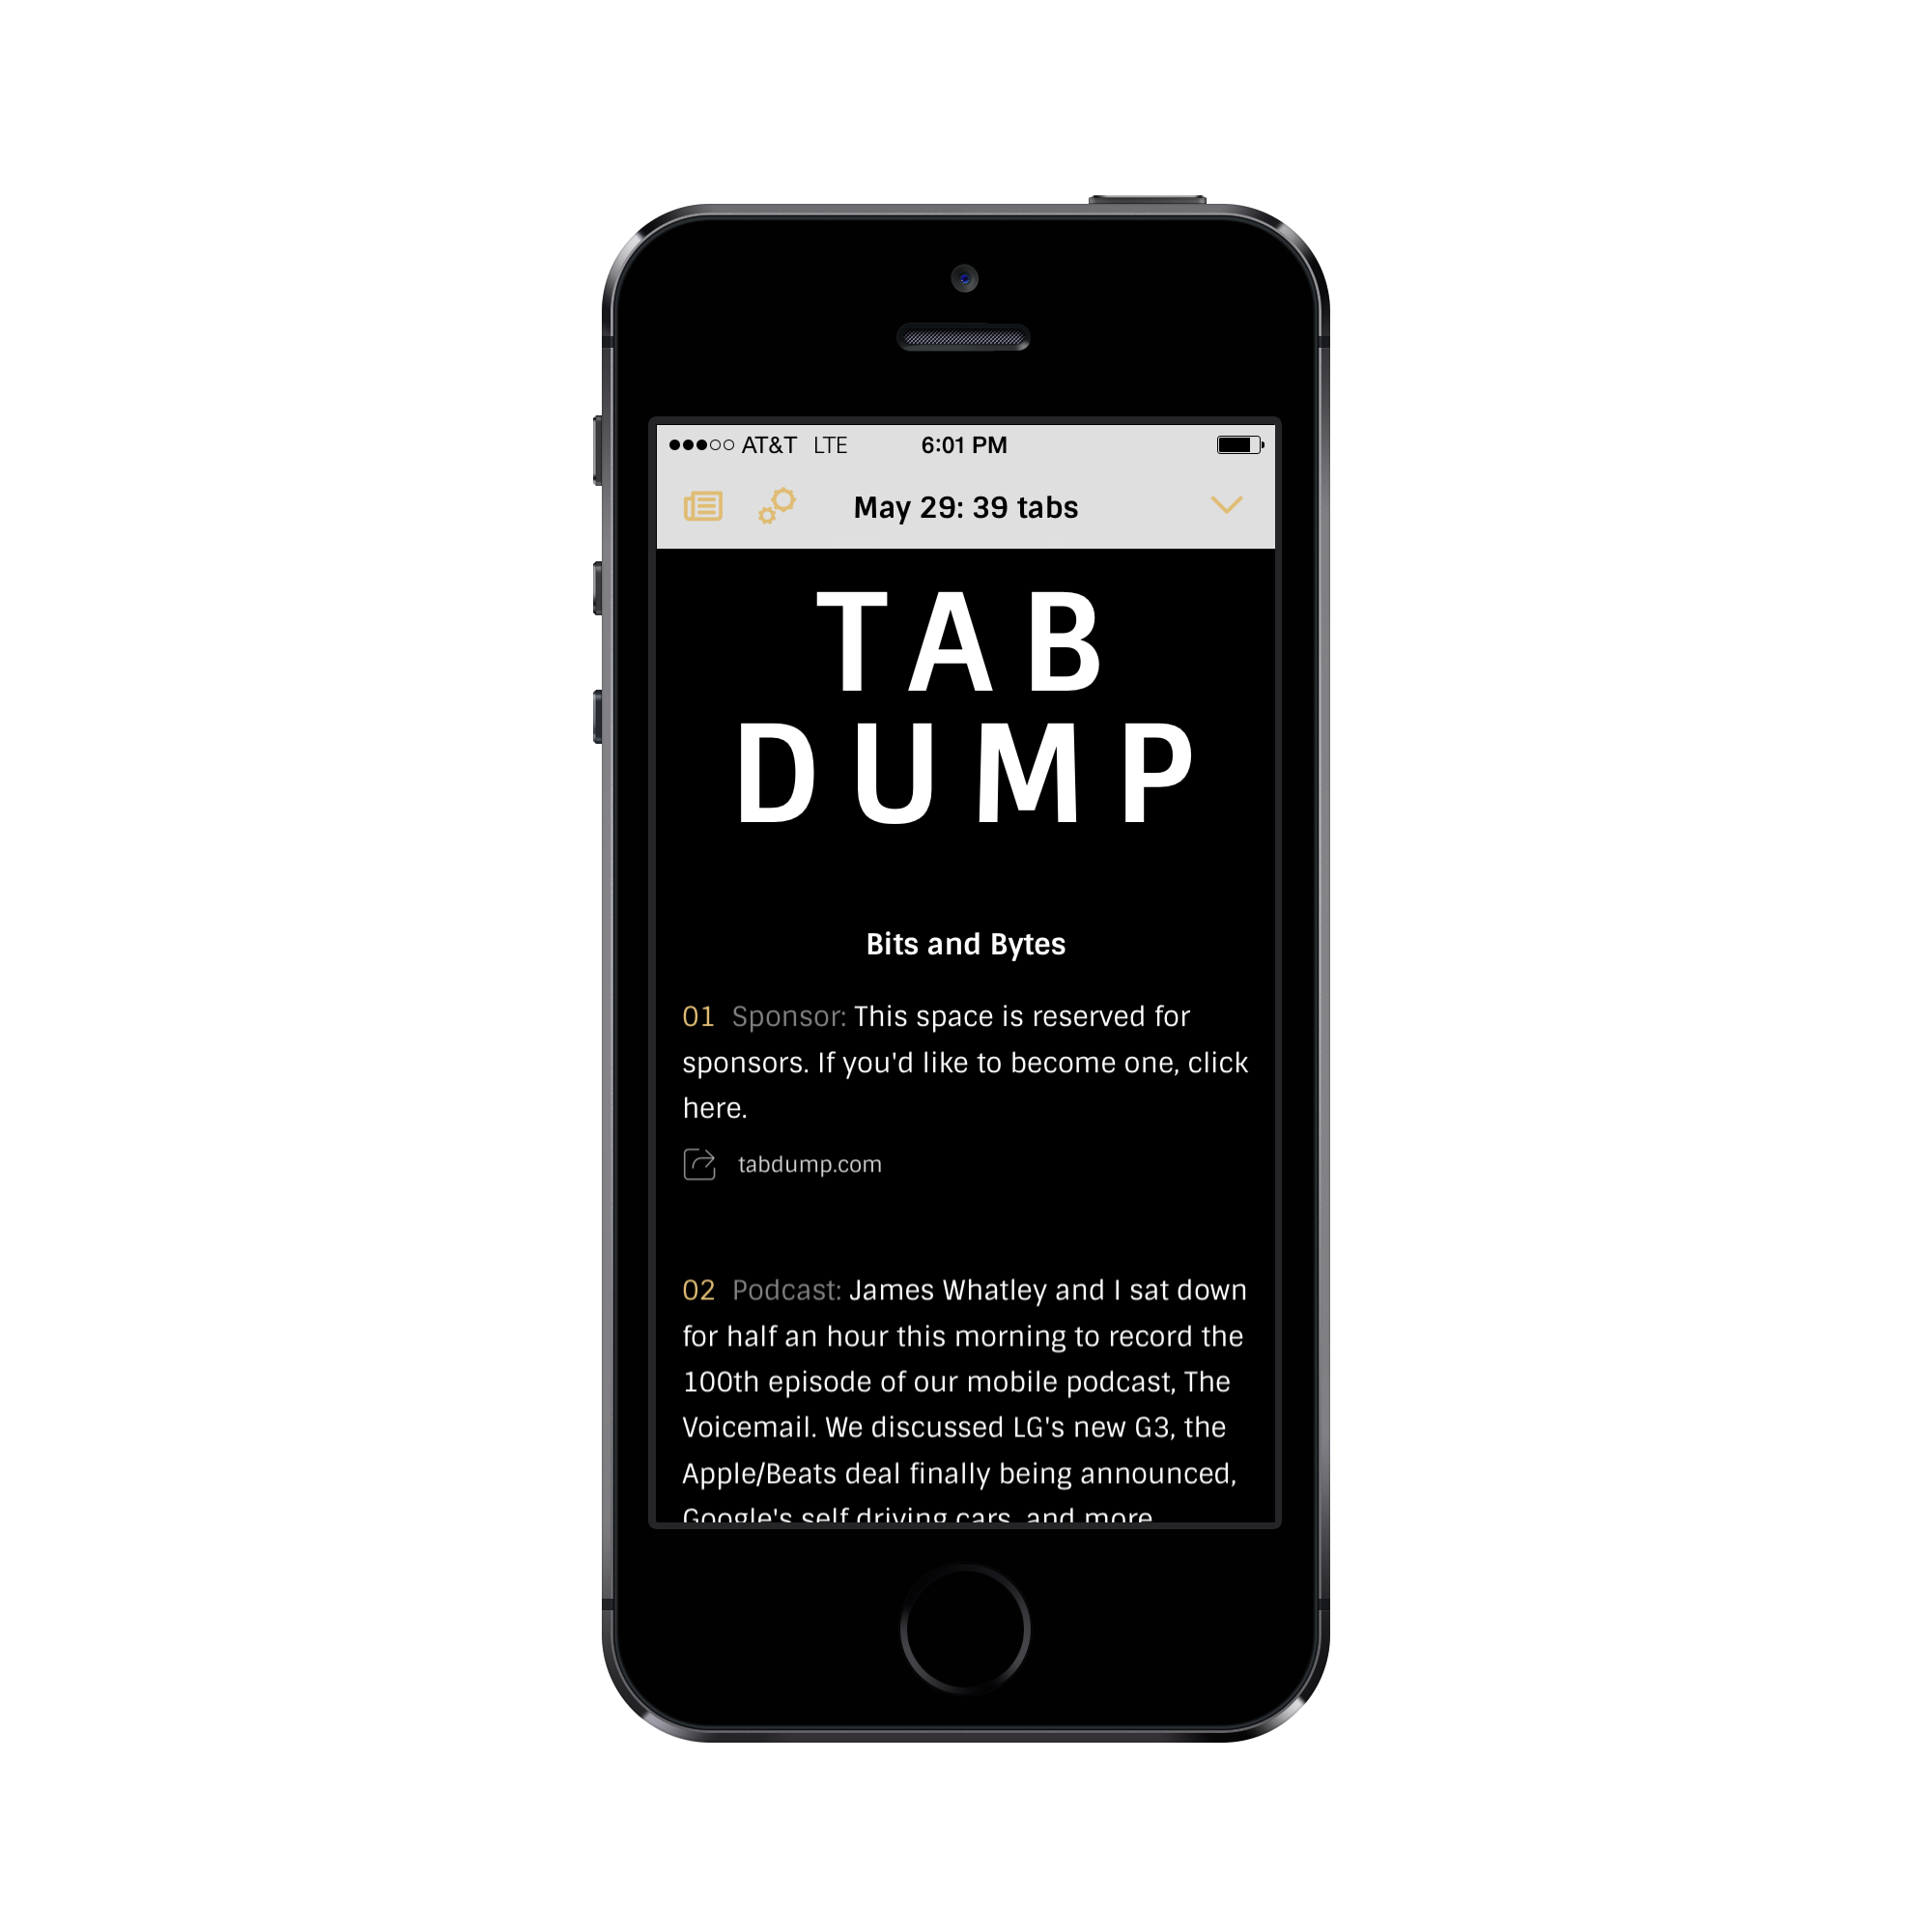 AT&T LTE 6:01 PM
May 29: 39 tabs
TAB
DUMP
Bits and Bytes
01 Sponsor: This space is reserved for
sponsors. If you'd like to become one, click
here.
tabdump.com
02 Podcast: James Whatley and I sat down
for half an hour this morning to record the
100th episode of our mobile podcast, The
Voicemail. We discussed LG's new G3, the
Apple/Beats deal finally being announced,
Google's self driving cars, and more